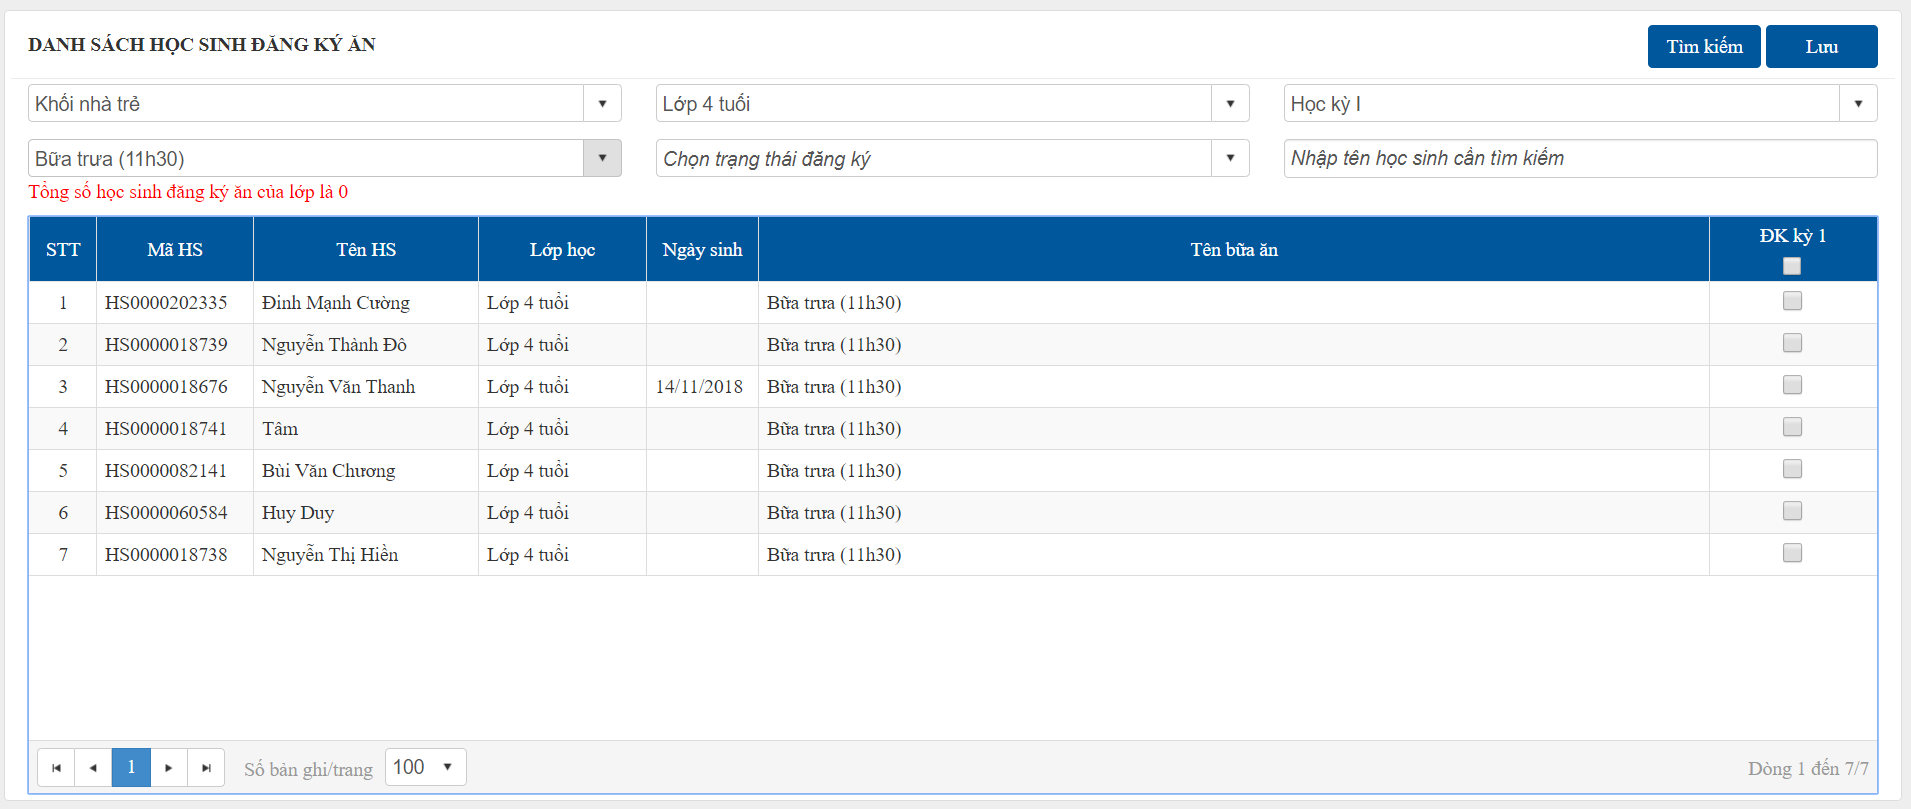 DANH SÁCH HỌC SINH ĐĂNG KÝ ĂN
Tìm kiếm Lưu
Khối nhà trẻ Lớp 4 tuổi Học kỳ I
Bữa trưa (11h30) Chọn trạng thái đăng ký Nhập tên học sinh cần tìm kiếm
Tổng số học sinh đăng ký ăn của lớp là 0
STT Mã HS Tên HS Lớp học Ngày sinh Tên bữa ăn ĐK kỳ 1
1 HS0000202335 Đinh Mạnh Cường Lớp 4 tuổi Bữa trưa (11h30)
2 HS0000018739 Nguyễn Thành Đô Lớp 4 tuổi Bữa trưa (11h30)
3 HS0000018676 Nguyễn Văn Thanh Lớp 4 tuổi 14/11/2018 Bữa trưa (11h30)
4 HS0000018741 Tâm Lớp 4 tuổi Bữa trưa (11h30)
5 HS0000082141 Bùi Văn Chương Lớp 4 tuổi Bữa trưa (11h30)
6 HS0000060584 Huy Duy Lớp 4 tuổi Bữa trưa (11h30)
7 HS0000018738 Nguyễn Thị Hiền Lớp 4 tuổi Bữa trưa (11h30)
1 Số bản ghi/trang 100 Dòng 1 đến 7/7